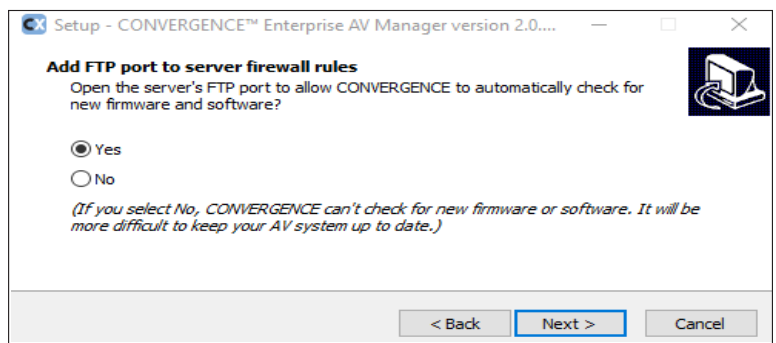 CX Setup - CONVERGENCE™ Enterprise AV Manager version 2.0....
Add FTP port to server firewall rules
Open the server's FTP port to allow CONVERGENCE to automatically check for
new firmware and software?
Yes
No
(If you select No, CONVERGENCE can't check for new firmware or software. It will be
more difficult to keep your AV system up to date.)
< Back Next > Cancel